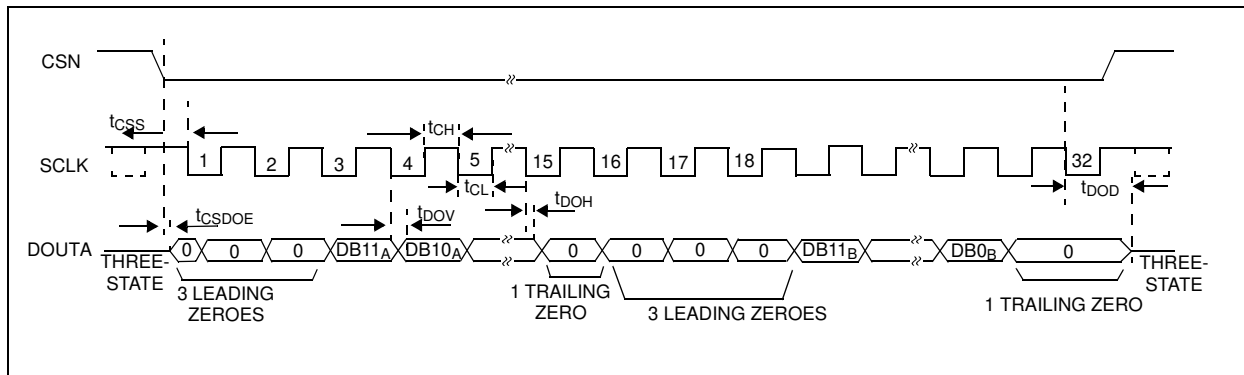 CSN
tCSS
tCH
SCLK
1 2 3 4 5 15 16 17 18 32
tCL
tDOD
tCSDOE
tDOV
tDOH
DOUTA
0 0 0 DB11A DB10A 0 0 0 0 DB11B DB0B 0
THREE-
STATE
3 LEADING
ZEROES
1 TRAILING
ZERO
3 LEADING ZEROES
1 TRAILING ZERO
THREE-
STATE